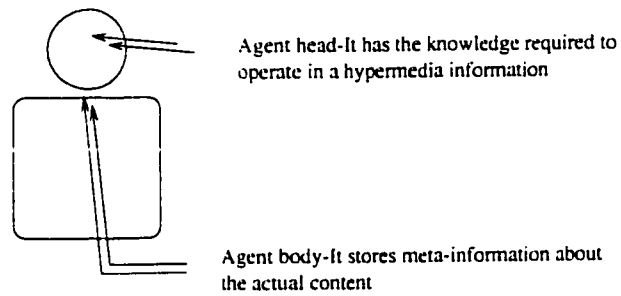 Agent head-It has the knowledge required to
operate in a hypermedia information
Agent body-It stores meta-information about
the actual content